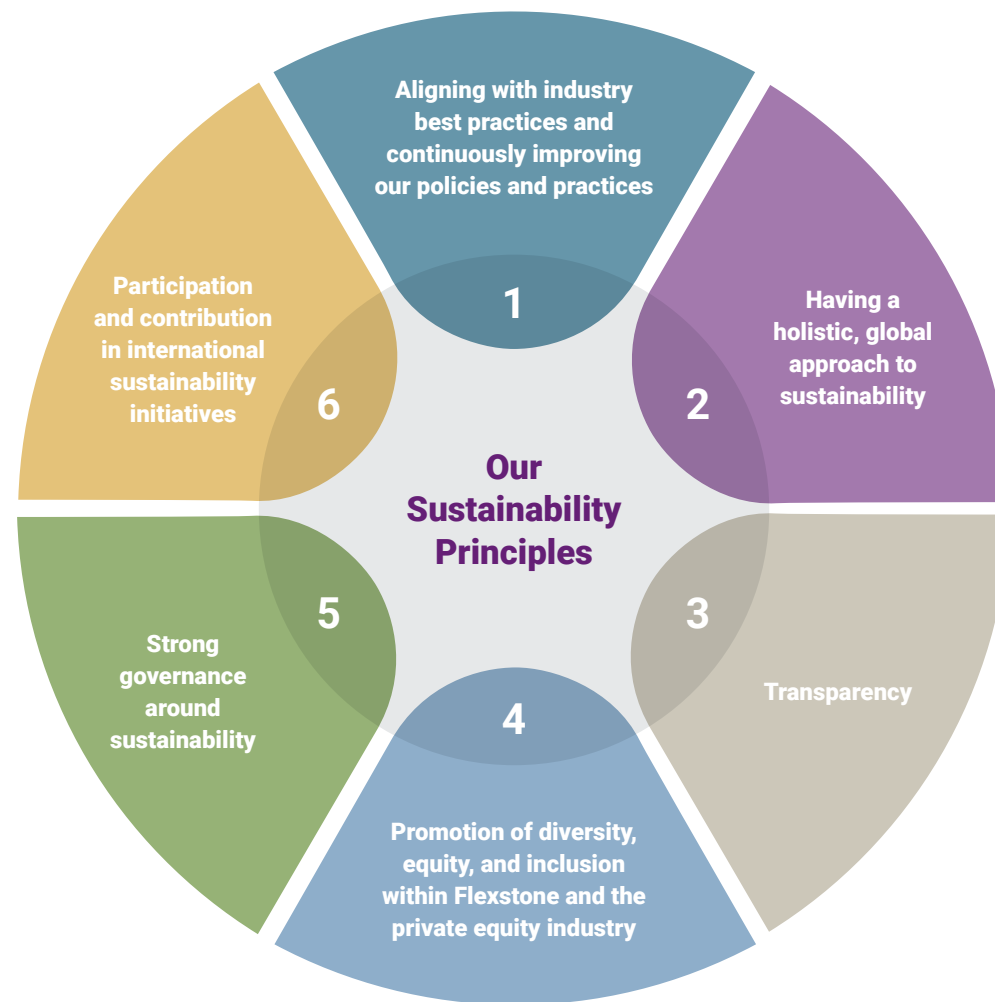 Our
Sustainability
Principles
1
Aligning with industry
best practices and
continuously improving
our policies and practices
2
Having a
holistic, global
approach to
sustainability
3
Transparency
4
Promotion of diversity,
equity, and inclusion
within Flexstone and the
private equity industry
5
Strong
governance
around
sustainability
6
Participation
and contribution
in international
sustainability
initiatives